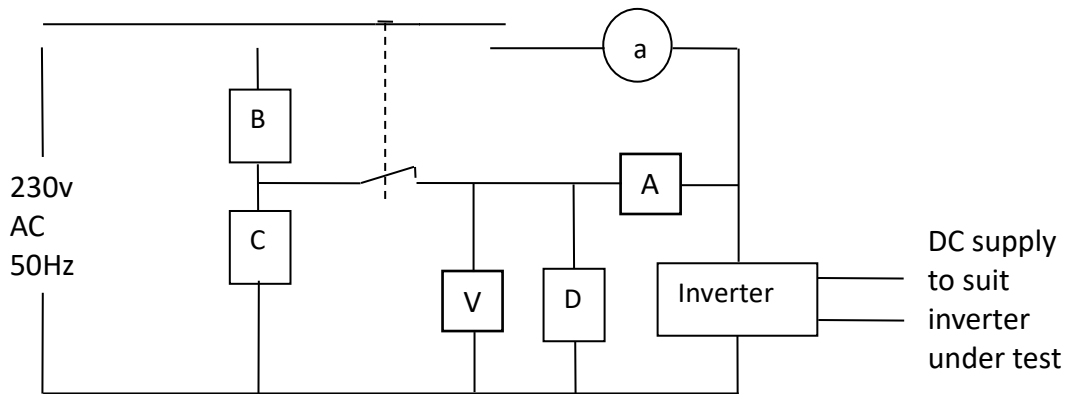 a
B
230v
AC
50Hz
A
C
V
D
Inverter
DC supply
to suit
inverter
under test